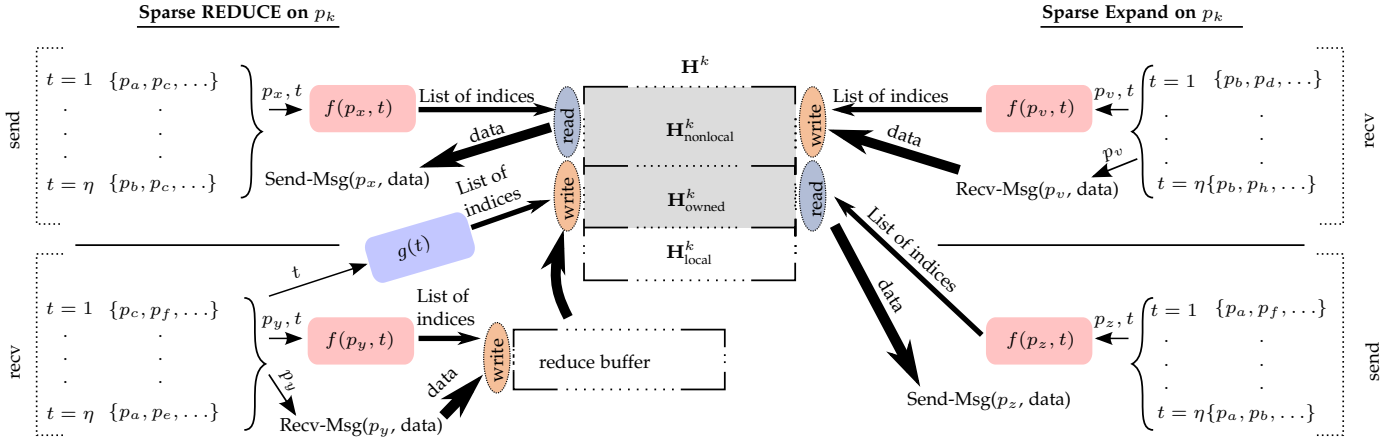 Sparse REDUCE on p_k
send
t = 1 {p_a, p_c, . . .}
. .
. .
. .
t = η {p_b, p_c, . . .}
p_x, t
f(p_x, t)
List of indices
read
data
Send-Msg(p_x, data)
List of
indices
write
g(t)
t
recv
t = 1 {p_c, p_f, . . .}
. .
. .
. .
t = η {p_a, p_e, . . .}
p_y, t
f(p_y, t)
List of
indices
write
p_y
Recv-Msg(p_y, data)
data
reduce buffer
H^k
H^k_nonlocal
H^k_owned
H^k_local
Sparse Expand on p_k
recv
t = 1 {p_b, p_d, . . .}
. .
. .
. .
t = η{p_b, p_h, . . .}
p_v, t
f(p_v, t)
List of indices
write
data
p_v
Recv-Msg(p_v, data)
read
List of indices
data
send
t = 1 {p_a, p_f, . . .}
. .
. .
. .
t = η{p_a, p_b, . . .}
p_z, t
f(p_z, t)
Send-Msg(p_z, data)